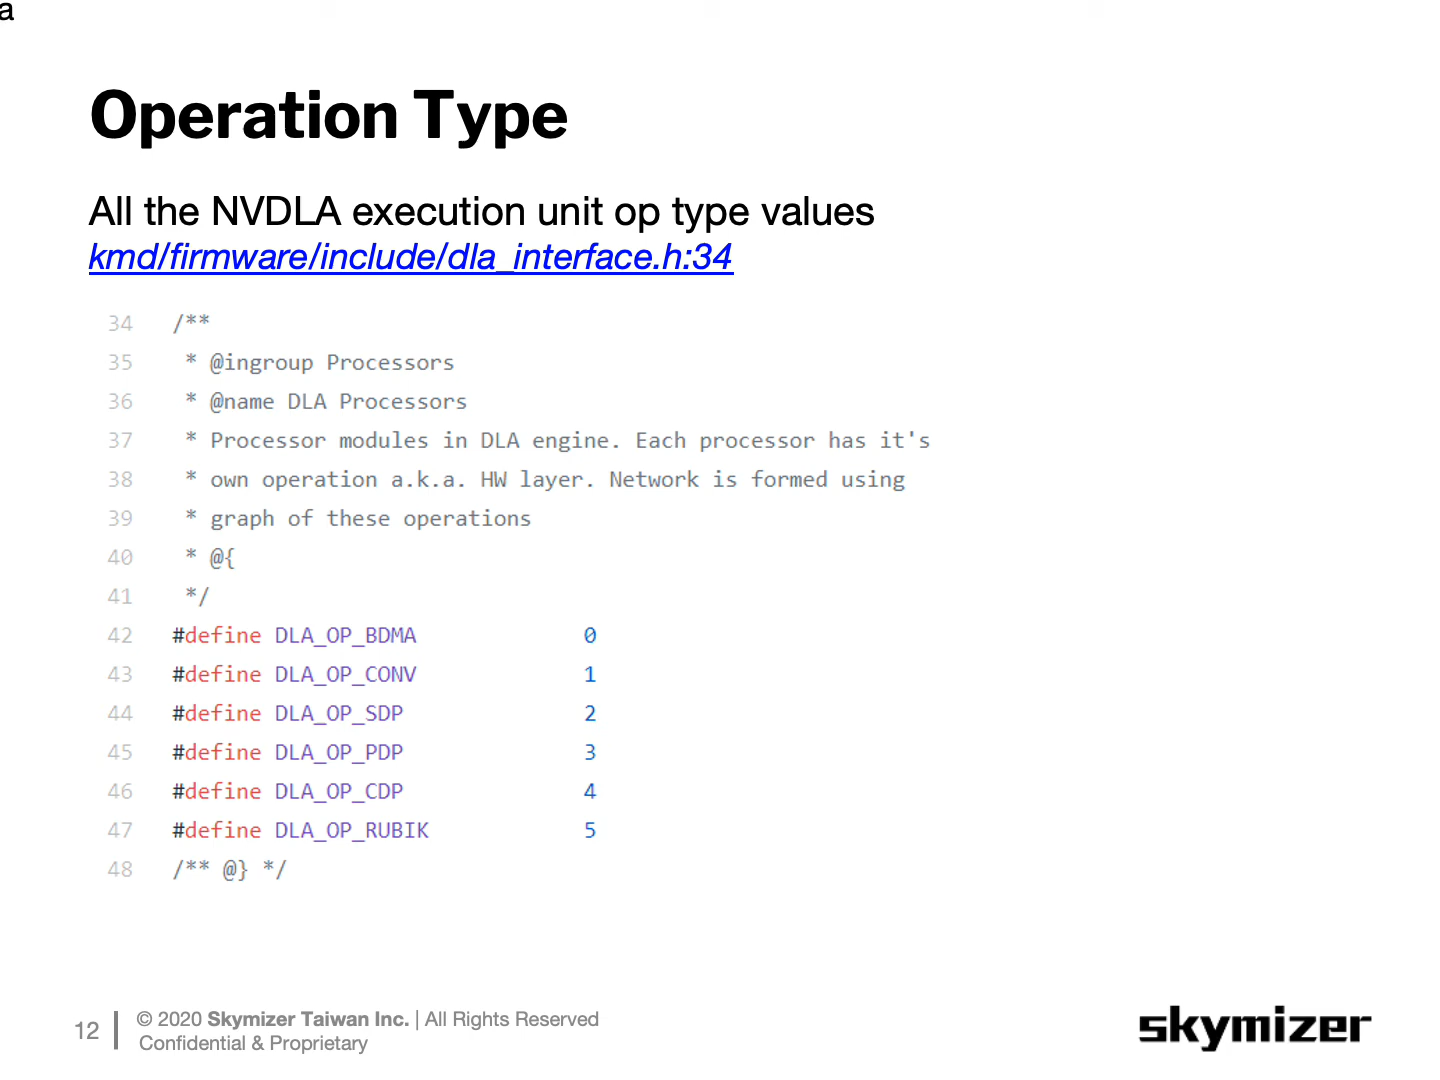 a
Operation Type
All the NVDLA execution unit op type values
kmd/firmware/include/dla_interface.h:34
34 /**
35 * @ingroup Processors
36 * @name DLA Processors
37 * Processor modules in DLA engine. Each processor has it's
38 * own operation a.k.a. HW layer. Network is formed using
39 * graph of these operations
40 * @{
41 */
42 #define DLA_OP_BDMA 0
43 #define DLA_OP_CONV 1
44 #define DLA_OP_SDP 2
45 #define DLA_OP_PDP 3
46 #define DLA_OP_CDP 4
47 #define DLA_OP_RUBIK 5
48 /** @} */
12 © 2020 Skymizer Taiwan Inc. | All Rights Reserved
Confidential & Proprietary
skymizer